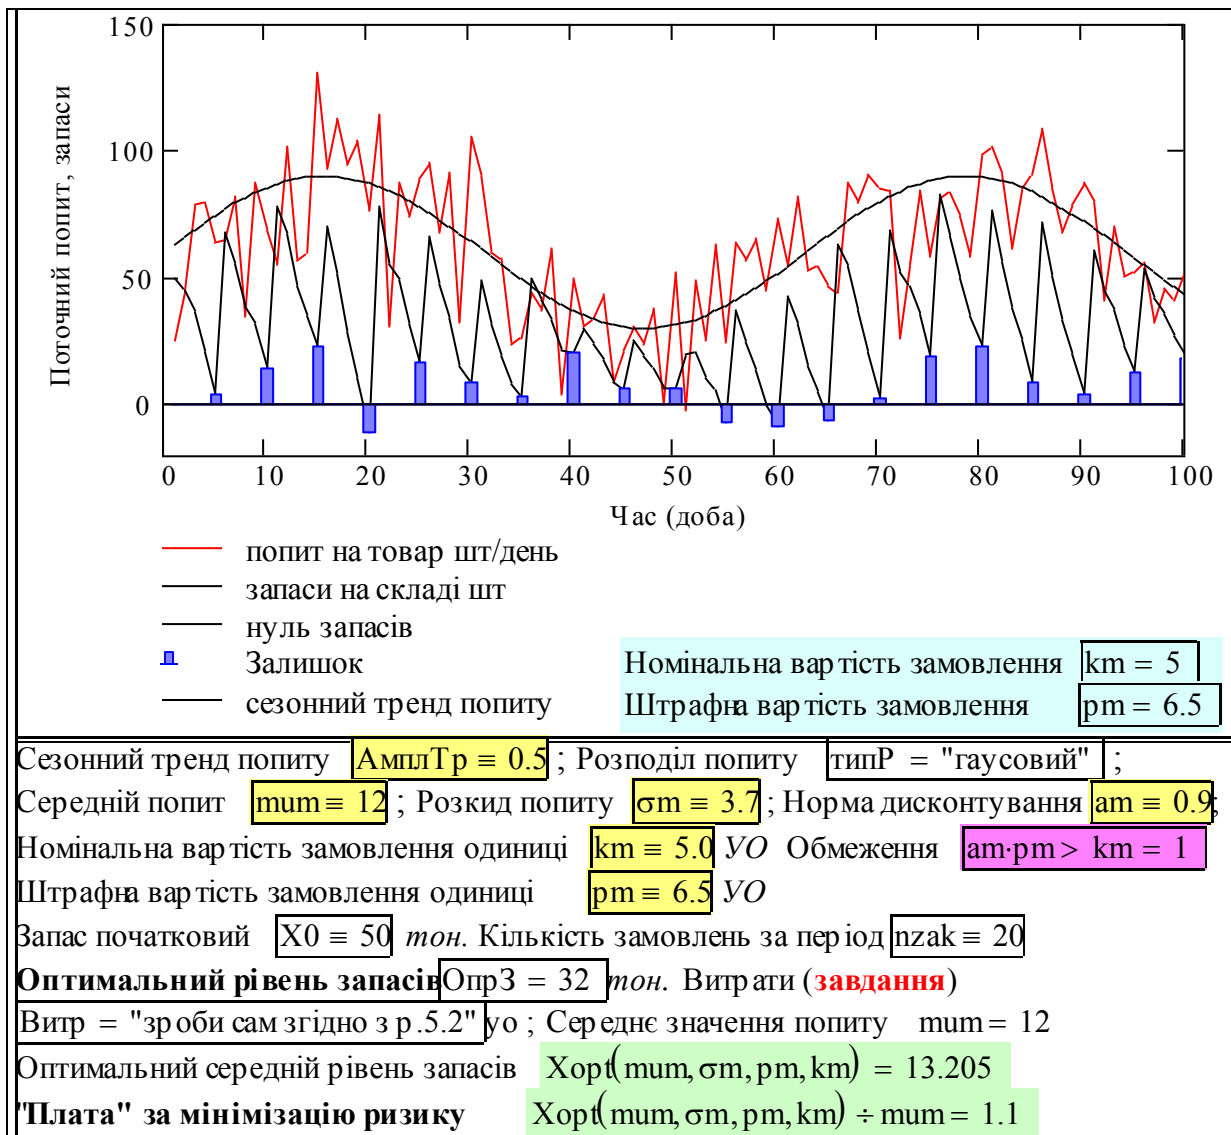 150
100
50
0
Поточний попит, запаси
0 10 20 30 40 50 60 70 80 90 100
Час (доба)
попит на товар шт/день
запаси на складі шт
нуль запасів
Залишок
сезонний тренд попиту
Номінальна вартість замовлення km = 5
Штрафна вартість замовлення pm = 6.5
Сезонний тренд попиту АмплТр ≡ 0.5 ; Розподіл попиту типР = "гаусовий" ;
Середній попит mum ≡ 12 ; Розкид попиту σm ≡ 3.7 ; Норма дисконтування am ≡ 0.9;
Номінальна вартість замовлення одиниці km ≡ 5.0 УО Обмеження am·pm > km = 1
Штрафна вартість замовлення одиниці pm ≡ 6.5 УО
Запас початковий X0 ≡ 50 тон. Кількість замовлень за період nzak ≡ 20
Оптимальний рівень запасів ОпрЗ = 32 тон. Витрати (завдання)
Витр = "зроби сам згідно з р.5.2" уо ; Середнє значення попиту mum = 12
Оптимальний середній рівень запасів Xopt(mum, σm, pm, km) = 13.205
"Плата" за мінімізацію ризику Xopt(mum, σm, pm, km) ÷ mum = 1.1